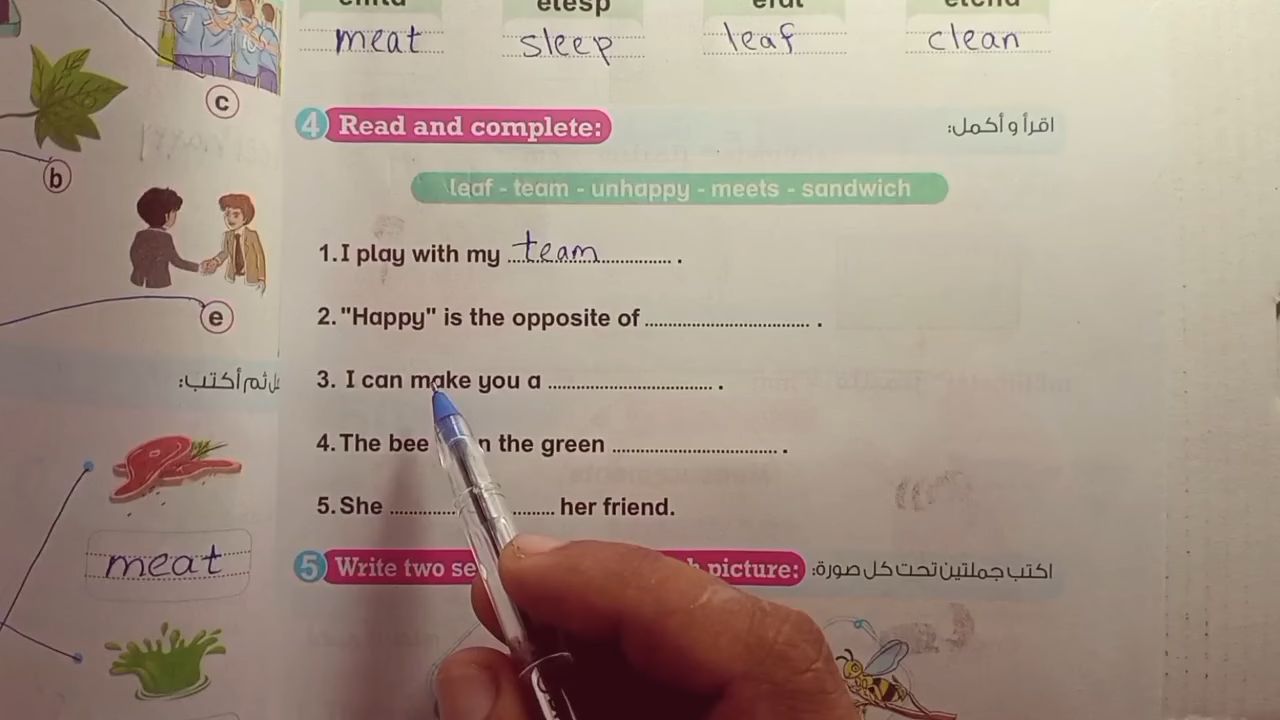 meat sleep leaf clean
c
4 Read and complete: اقرأ و أكمل:
b
leaf - team - unhappy - meets - sandwich
1. I play with my team .
2. "Happy" is the opposite of .
e
3. I can make you a .
ثم أكتب:
4. The bee the green .
5. She her friend.
meat
5 Write two picture: اكتب جملتين تحت كل صورة: